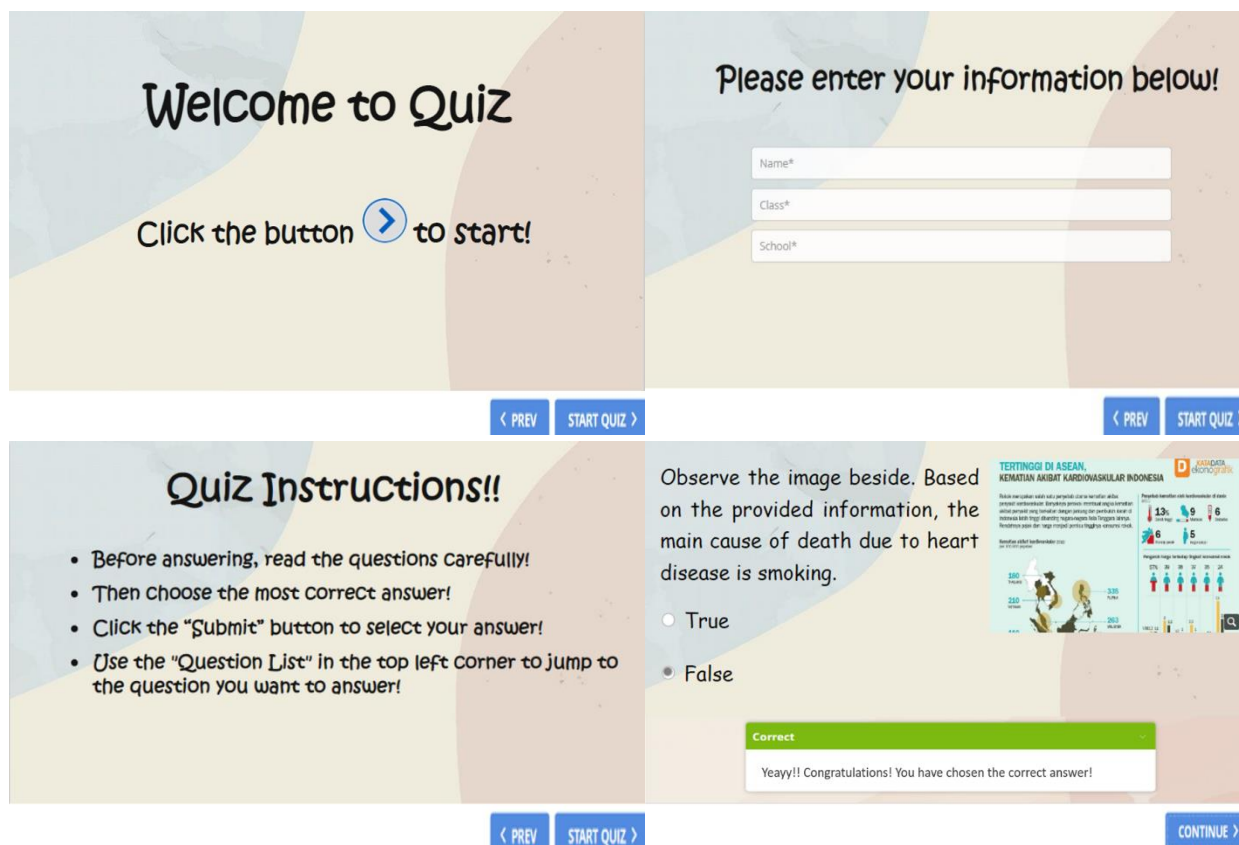 Welcome to Quiz
Click the button to start!
< PREV
START QUIZ >
Please enter your information below!
Name*
Class*
School*
< PREV
START QUIZ
Quiz Instructions!!
• Before answering, read the questions carefully!
• Then choose the most correct answer!
• Click the “Submit” button to select your answer!
• Use the "Question List" in the top left corner to jump to
the question you want to answer!
< PREV
START QUIZ >
Observe the image beside. Based
on the provided information, the
main cause of death due to heart
disease is smoking.
True
False
TERTINGGI DI ASEAN,
KEMATIAN AKIBAT KARDIOVASKULAR INDONESIA
KATADATA
ekonografik
13%
9
6
6
5
180
210
335
263
Correct
Yeayy!! Congratulations! You have chosen the correct answer!
CONTINUE >